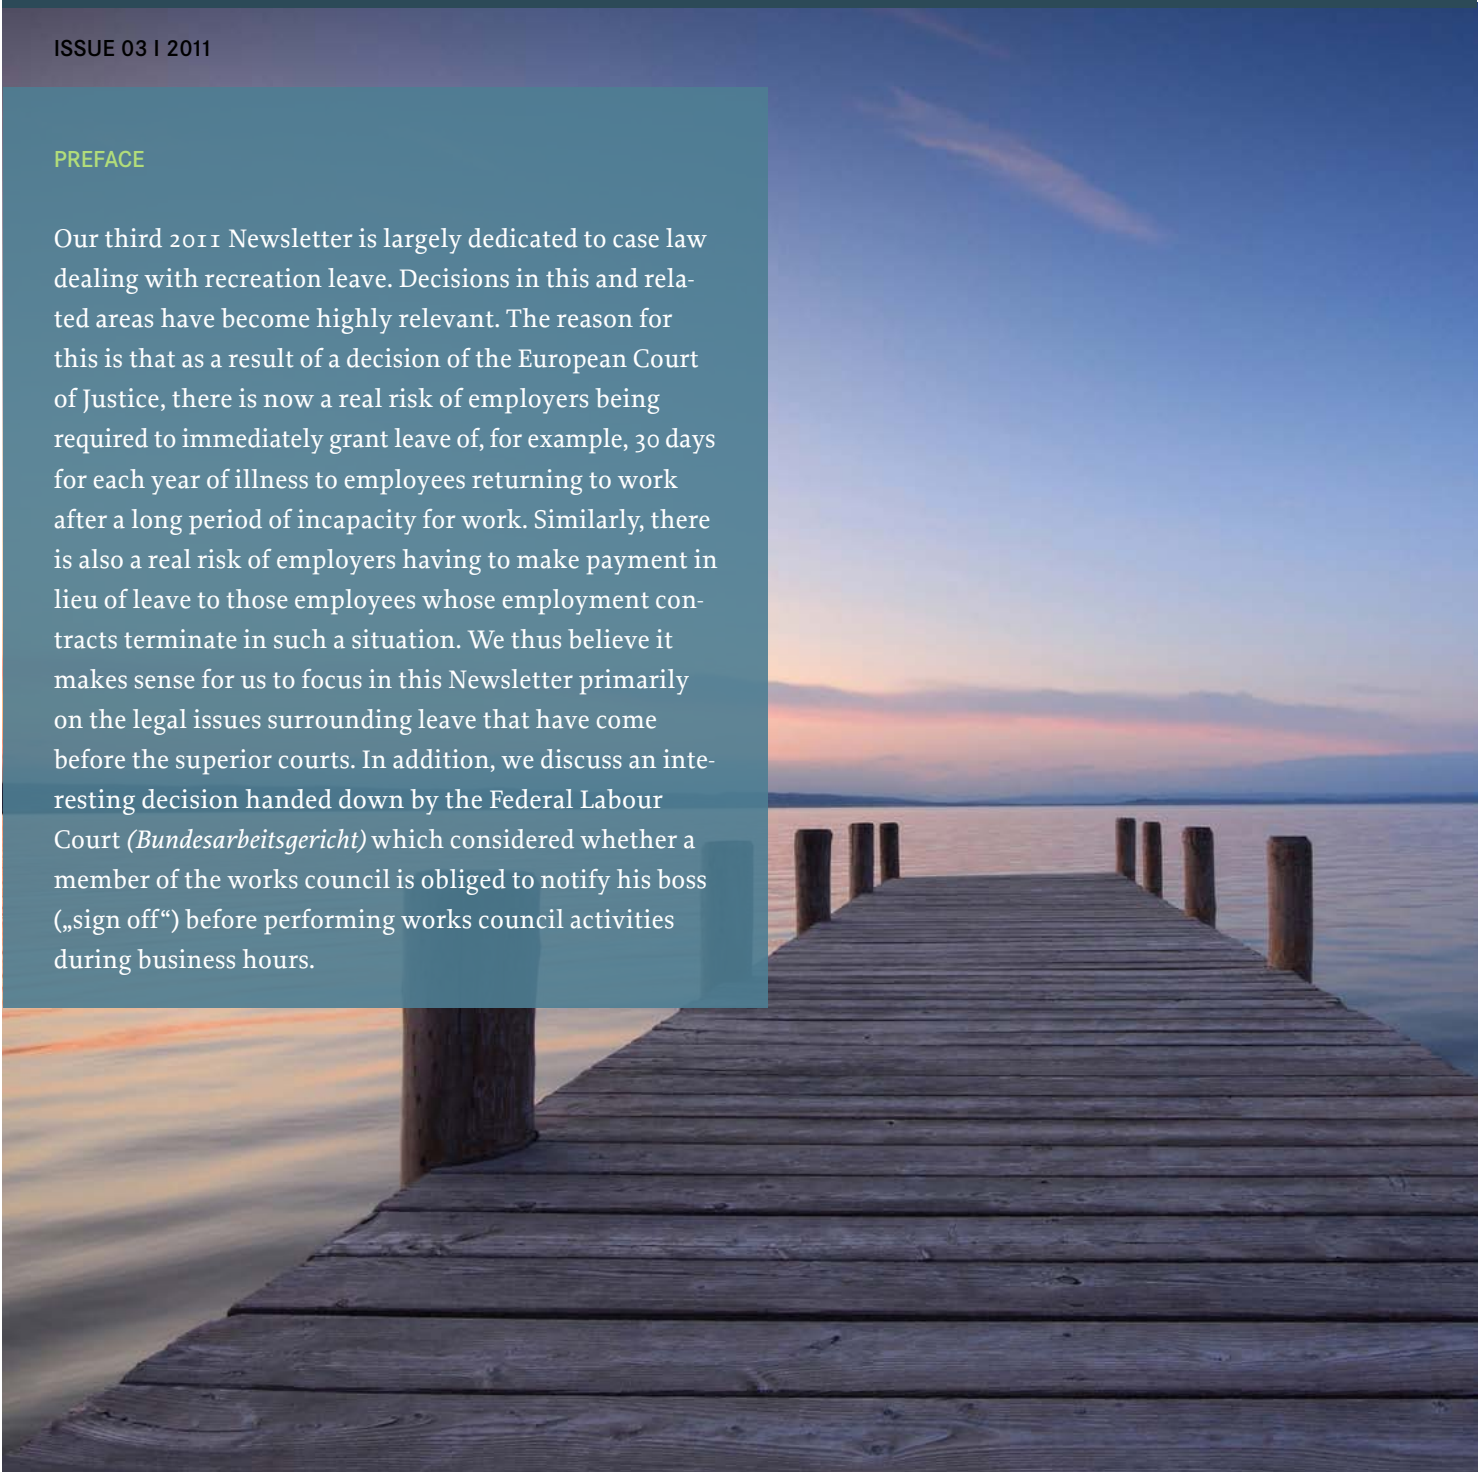 ISSUE 03 I 2011
PREFACE
Our third 2011 Newsletter is largely dedicated to case law
dealing with recreation leave. Decisions in this and rela-
ted areas have become highly relevant. The reason for
this is that as a result of a decision of the European Court
of Justice, there is now a real risk of employers being
required to immediately grant leave of, for example, 30 days
for each year of illness to employees returning to work
after a long period of incapacity for work. Similarly, there
is also a real risk of employers having to make payment in
lieu of leave to those employees whose employment con-
tracts terminate in such a situation. We thus believe it
makes sense for us to focus in this Newsletter primarily
on the legal issues surrounding leave that have come
before the superior courts. In addition, we discuss an inte-
resting decision handed down by the Federal Labour
Court (Bundesarbeitsgericht) which considered whether a
member of the works council is obliged to notify his boss
(„sign off“) before performing works council activities
during business hours.